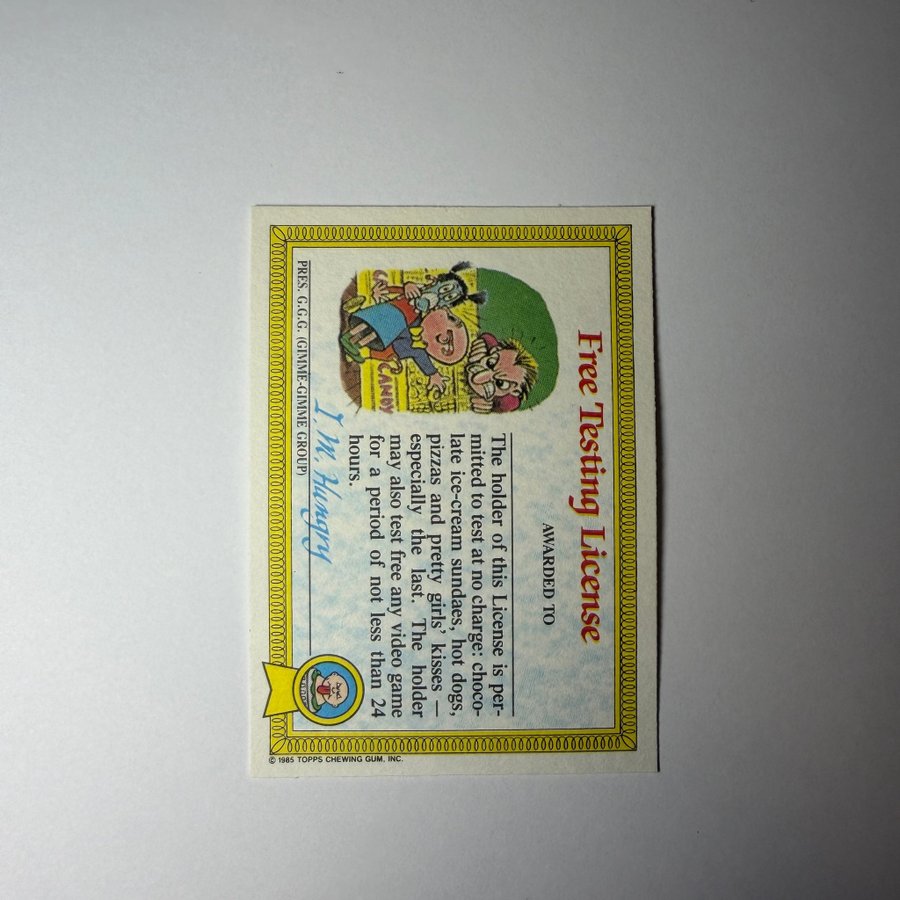 Free Testing License
AWARDED TO
The holder of this License is per-
mitted to test at no charge: choco-
late ice-cream sundaes, hot dogs,
pizzas and pretty girls' kisses —
especially the last. The holder
may also test free any video game
for a period of not less than 24
hours.
CANDY
I. M. Hungry
PRES. G.G.G. (GIMME-GIMME GROUP)
© 1985 TOPPS CHEWING GUM, INC.